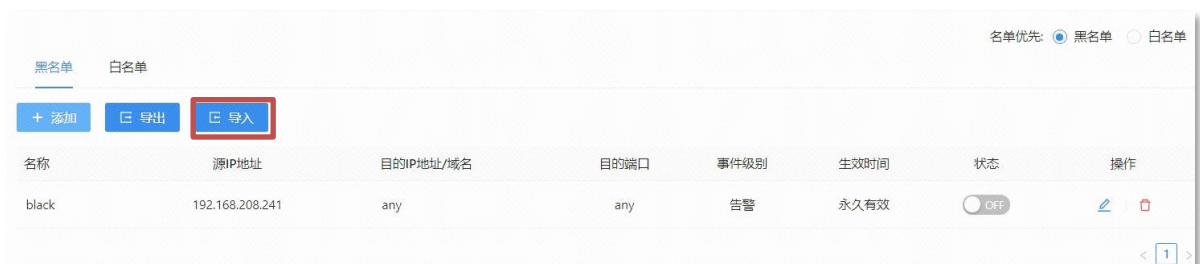 名单优先: 黑名单 白名单
黑名单 白名单
+ 添加 导出 导入
名称 源IP地址 目的IP地址/域名 目的端口 事件级别 生效时间 状态 操作
black 192.168.208.241 any any 告警 永久有效 OFF
< 1 >